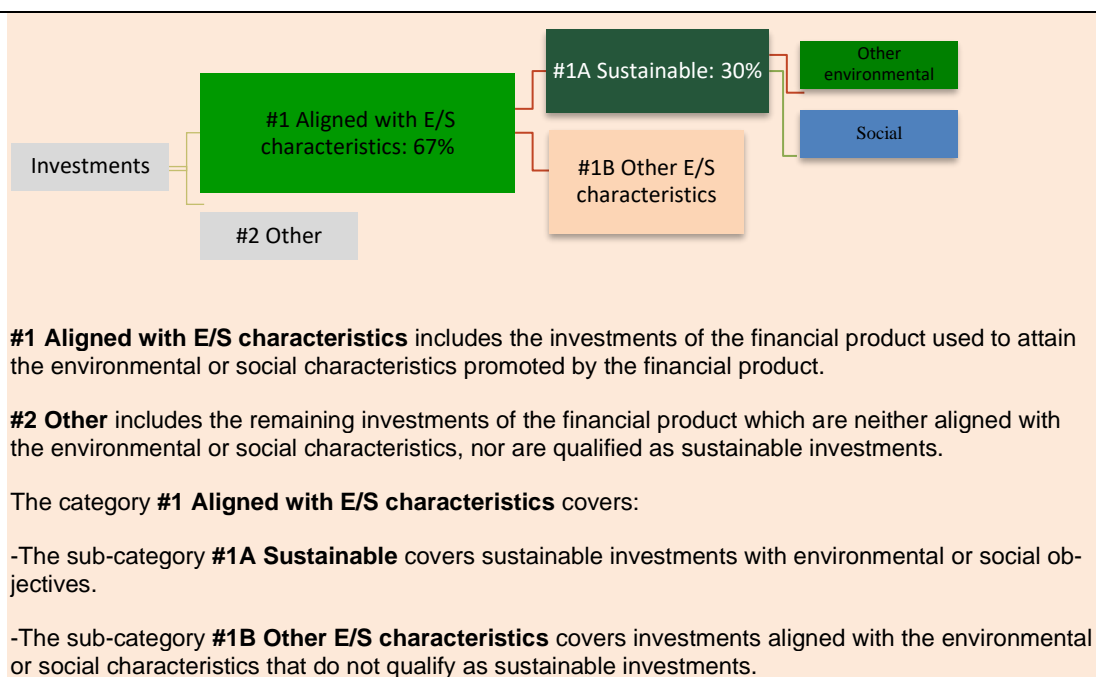 Investments
#1 Aligned with E/S
characteristics: 67%
#2 Other
#1A Sustainable: 30%
#1B Other E/S
characteristics
Other
environmental
Social
#1 Aligned with E/S characteristics includes the investments of the financial product used to attain
the environmental or social characteristics promoted by the financial product.
#2 Other includes the remaining investments of the financial product which are neither aligned with
the environmental or social characteristics, nor are qualified as sustainable investments.
The category #1 Aligned with E/S characteristics covers:
-The sub-category #1A Sustainable covers sustainable investments with environmental or social ob-
jectives.
-The sub-category #1B Other E/S characteristics covers investments aligned with the environmental
or social characteristics that do not qualify as sustainable investments.